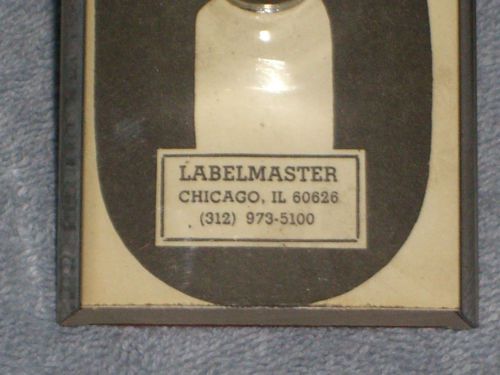 LABELMASTER
CHICAGO, IL 60626
(312) 973-5100